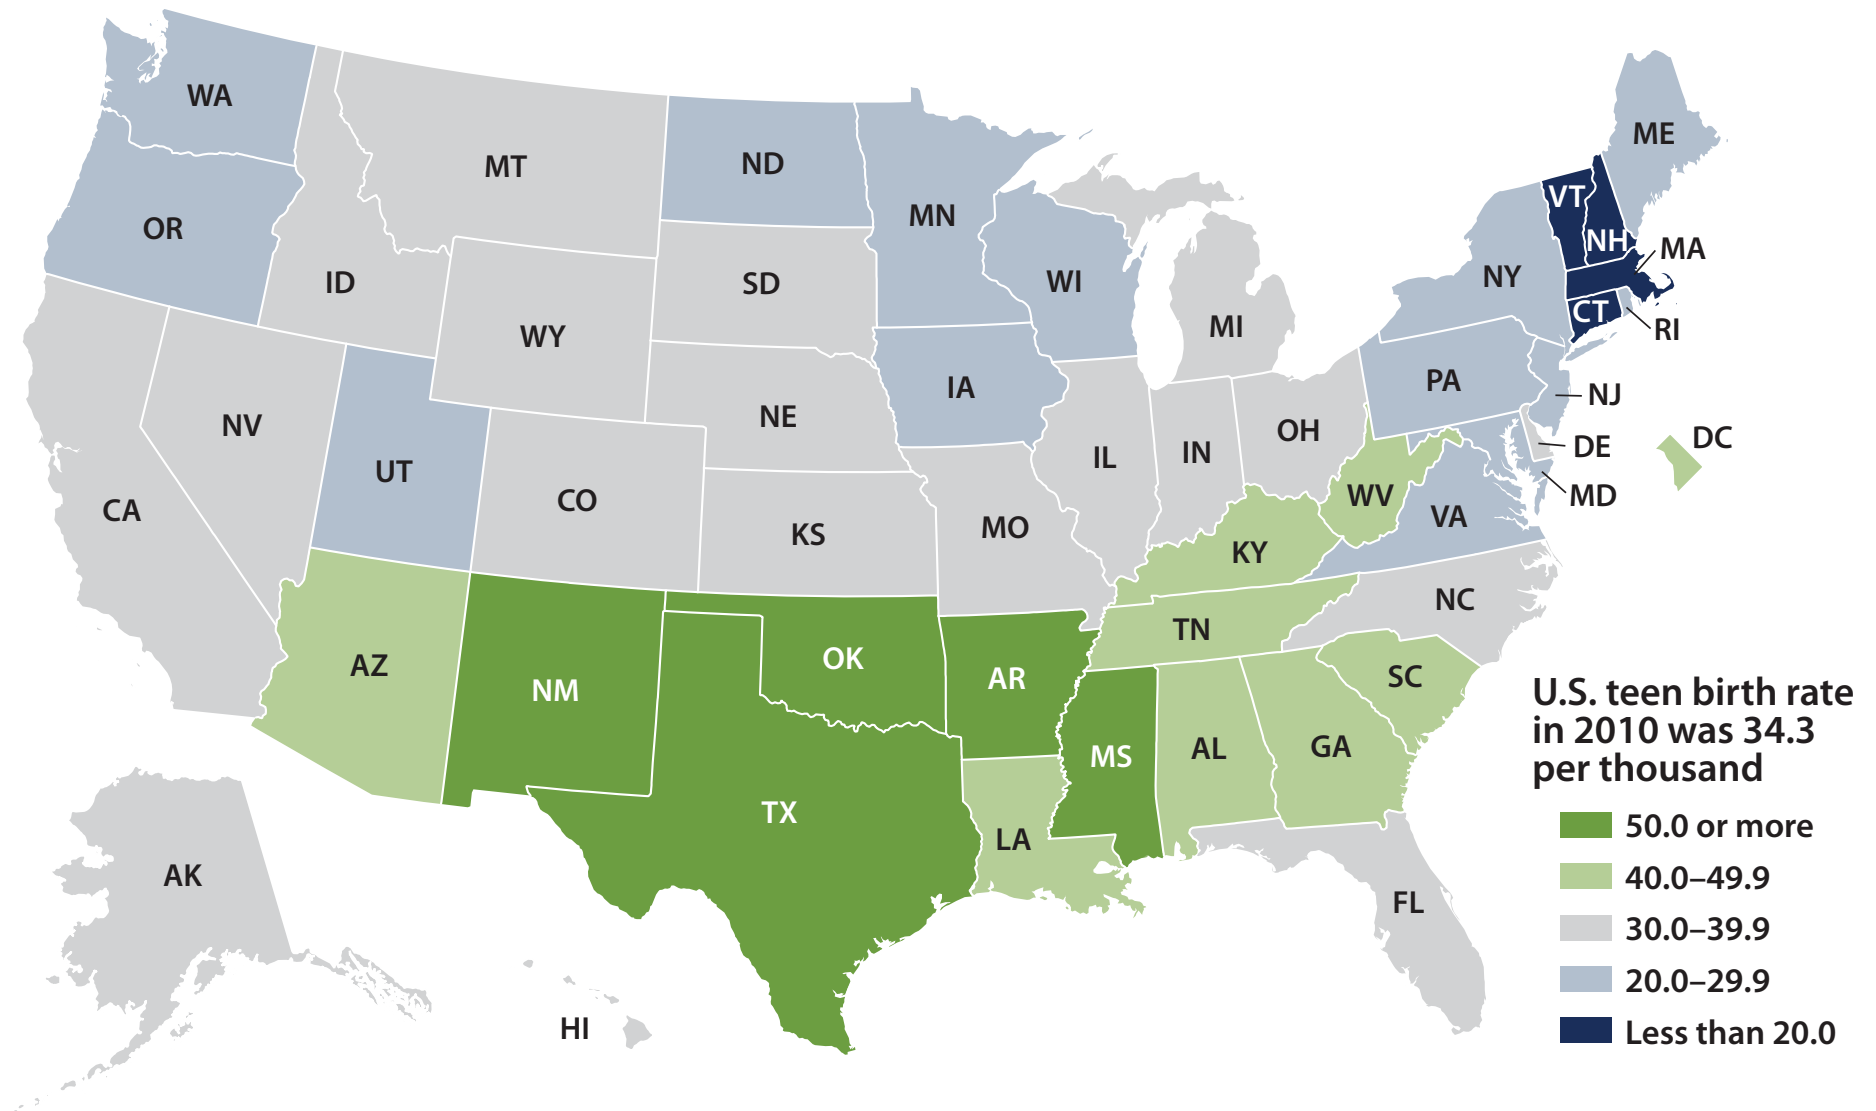 WA
MT
ND
MN
ME
OR
ID
SD
WI
MI
NY
VT
NH
MA
CT
RI
WY
IA
NE
PA
NJ
NV
UT
CO
IL
IN
OH
DE
DC
MD
CA
KS
MO
WV
VA
KY
NC
TN
AZ
NM
OK
AR
SC
MS
AL
GA
TX
LA
FL
AK
HI
U.S. teen birth rate
in 2010 was 34.3
per thousand
50.0 or more
40.0–49.9
30.0–39.9
20.0–29.9
Less than 20.0